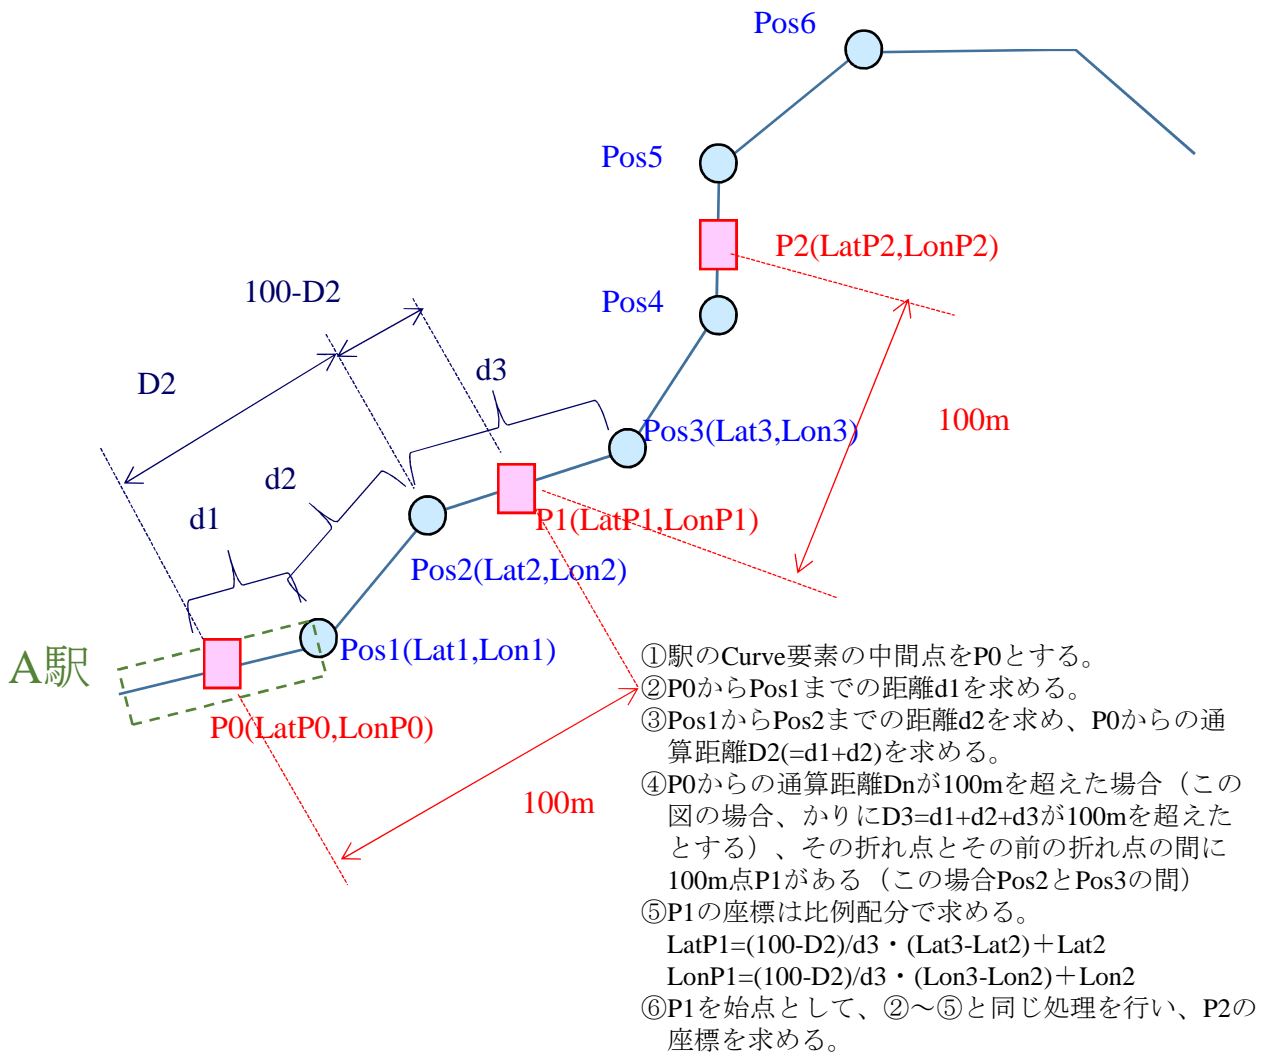 Pos6
Pos5
P2(LatP2,LonP2)
100-D2
Pos4
D2
d3
100m
Pos3(Lat3,Lon3)
d2
d1
P1(LatP1,LonP1)
Pos2(Lat2,Lon2)
A駅
Pos1(Lat1,Lon1)
P0(LatP0,LonP0)
100m
①駅のCurve要素の中間点をP0とする。
②P0からPos1までの距離d1を求める。
③Pos1からPos2までの距離d2を求め、P0からの通
算距離D2(=d1+d2)を求める。
④P0からの通算距離Dnが100mを超えた場合（この
図の場合、かりにD3=d1+d2+d3が100mを超えた
とする）、その折れ点とその前の折れ点の間に
100m点P1がある（この場合Pos2とPos3の間）
⑤P1の座標は比例配分で求める。
LatP1=(100-D2)/d3・(Lat3-Lat2)＋Lat2
LonP1=(100-D2)/d3・(Lon3-Lon2)＋Lon2
⑥P1を始点として、②～⑤と同じ処理を行い、P2の
座標を求める。